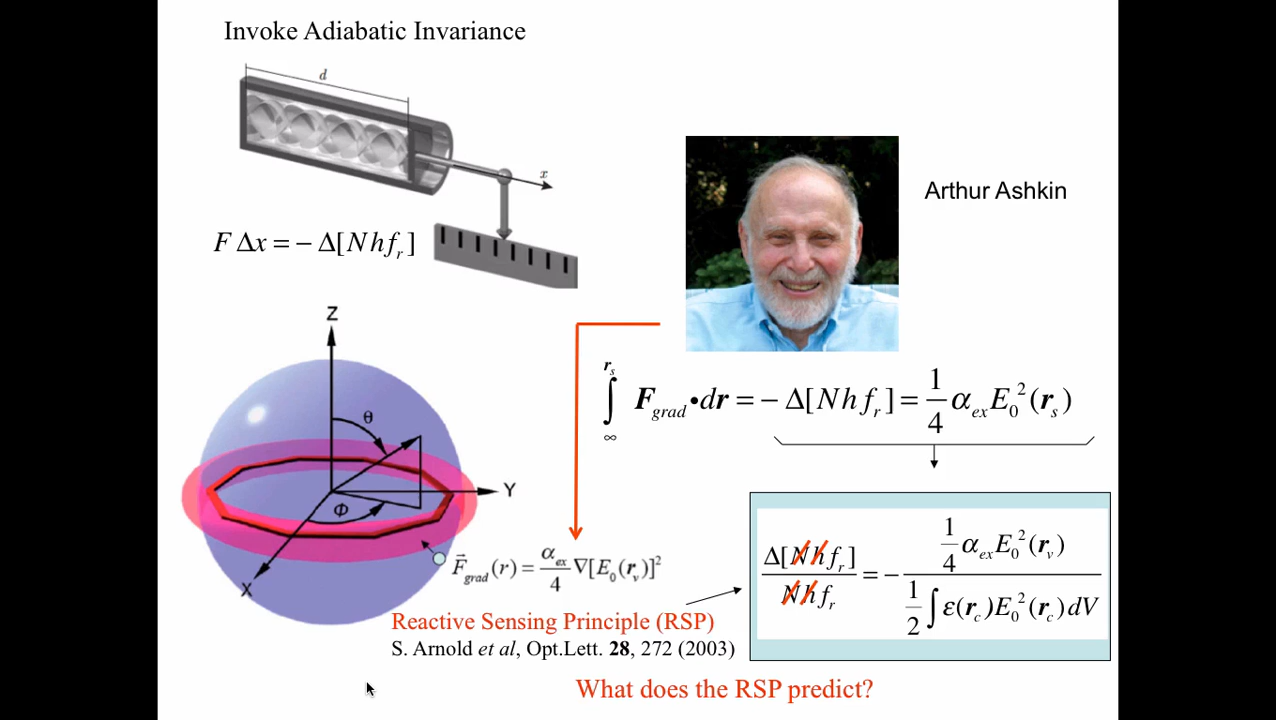 Invoke Adiabatic Invariance
d
x
Arthur Ashkin
F Δx = − Δ[N h f_r]
Z
θ
Y
ϕ
X
∫_∞^{r_s} F_grad • dr = − Δ[N h f_r] = 1/4 α_ex E_0^2 (r_s)
F⃗_grad (r) = α_ex/4 ∇[E_0 (r_v)]^2
Δ[N h f_r] / N h f_r = − 1/4 α_ex E_0^2 (r_v) / 1/2 ∫ ε(r_c) E_0^2 (r_c) dV
Reactive Sensing Principle (RSP)
S. Arnold et al, Opt.Lett. 28, 272 (2003)
What does the RSP predict?